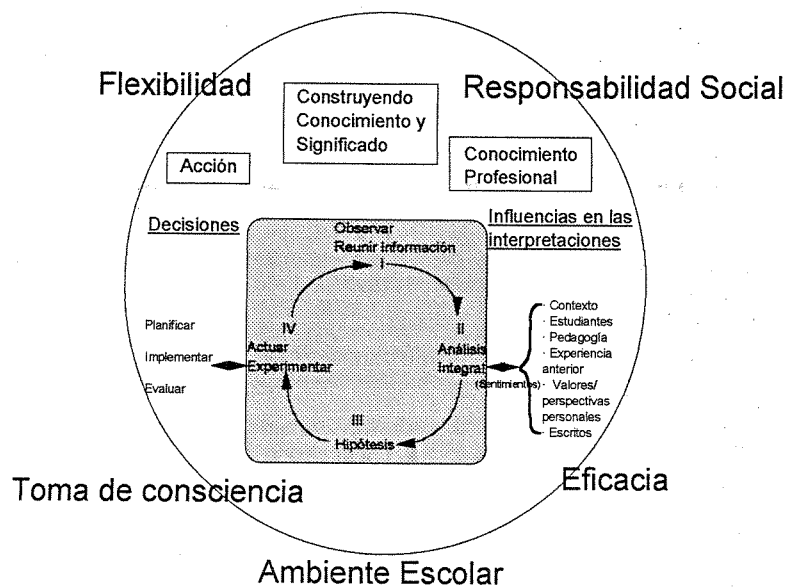 Flexibilidad
Responsabilidad Social
Construyendo
Conocimiento y
Significado
Acción
Conocimiento
Profesional
Decisiones
Influencias en las
interpretaciones
Observar
Reunir Información
I
Planificar
Implementar
Evaluar
IV
Actuar
Experimentar
II
Análisis
Integral
(Sentimientos)
· Contexto
· Estudiantes
· Pedagogía
· Experiencia
anterior
· Valores/
perspectivas
personales
· Escritos
III
Hipótesis
Toma de consciencia
Eficacia
Ambiente Escolar